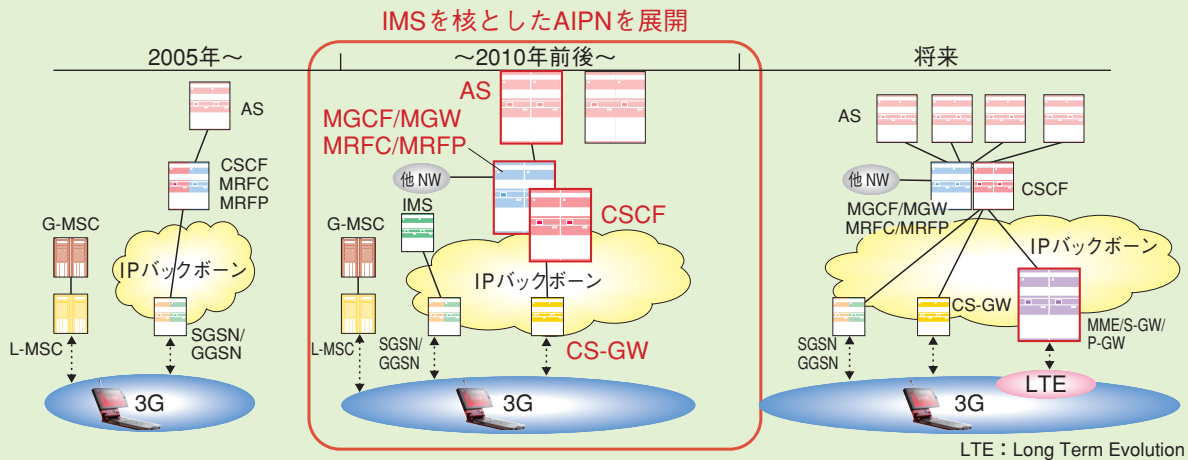 IMSを核としたAIPNを展開
2005年～
～2010年前後～
将来
AS
CSCF
MRFC
MRFP
G-MSC
IPバックボーン
L-MSC
SGSN/
GGSN
3G
AS
MGCF/MGW
MRFC/MRFP
他NW
IMS
CSCF
G-MSC
IPバックボーン
L-MSC
SGSN/
GGSN
CS-GW
3G
AS
他NW
CSCF
MGCF/MGW
MRFC/MRFP
IPバックボーン
CS-GW
SGSN
GGSN
MME/S-GW/
P-GW
LTE
3G
LTE：Long Term Evolution